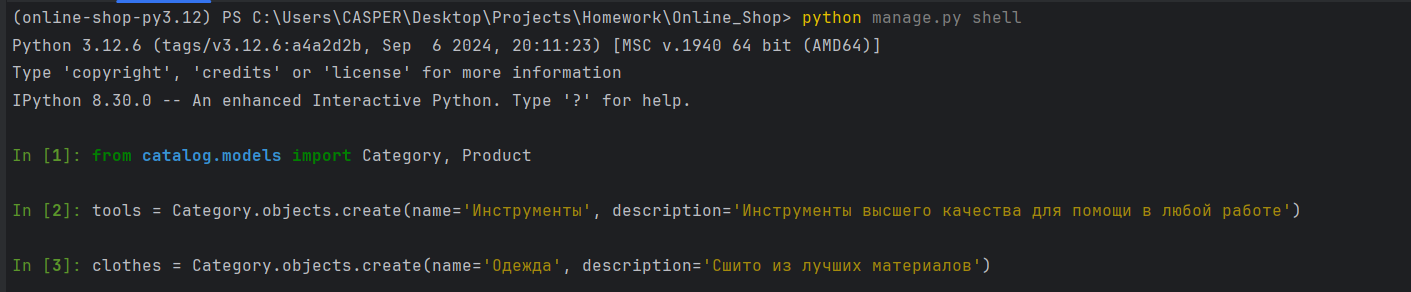 (online-shop-py3.12) PS C:\Users\CASPER\Desktop\Projects\Homework\Online_Shop> python manage.py shell
Python 3.12.6 (tags/v3.12.6:a4a2d2b, Sep  6 2024, 20:11:23) [MSC v.1940 64 bit (AMD64)]
Type 'copyright', 'credits' or 'license' for more information
IPython 8.30.0 -- An enhanced Interactive Python. Type '?' for help.
In [1]: from catalog.models import Category, Product
In [2]: tools = Category.objects.create(name='Инструменты', description='Инструменты высшего качества для помощи в любой работе')
In [3]: clothes = Category.objects.create(name='Одежда', description='Сшито из лучших материалов')